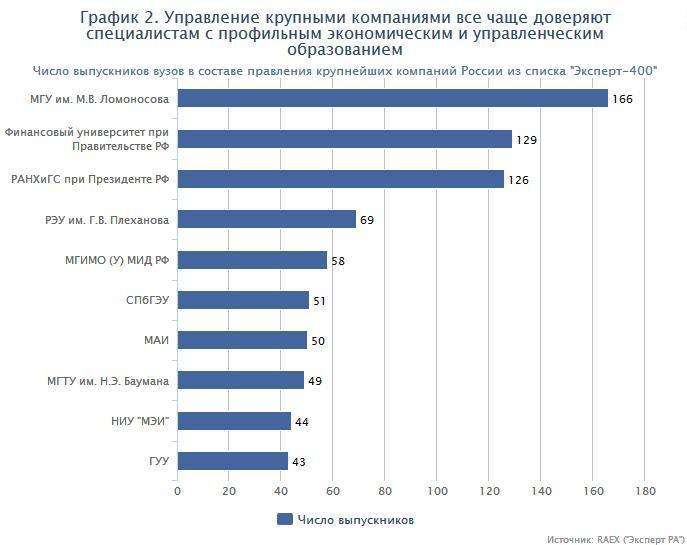 График 2. Управление крупными компаниями все чаще доверяют
специалистам с профильным экономическим и управленческим
образованием
Число выпускников вузов в составе правления крупнейших компаний России из списка "Эксперт-400"
МГУ им. М.В. Ломоносова 166
Финансовый университет при
Правительстве РФ 129
РАНХиГС при Президенте РФ 126
РЭУ им. Г.В. Плеханова 69
МГИМО (У) МИД РФ 58
СПбГЭУ 51
МАИ 50
МГТУ им. Н.Э. Баумана 49
НИУ "МЭИ" 44
ГУУ 43
0 20 40 60 80 100 120 140 160 180
Число выпускников
Источник: RAEX ("Эксперт РА")